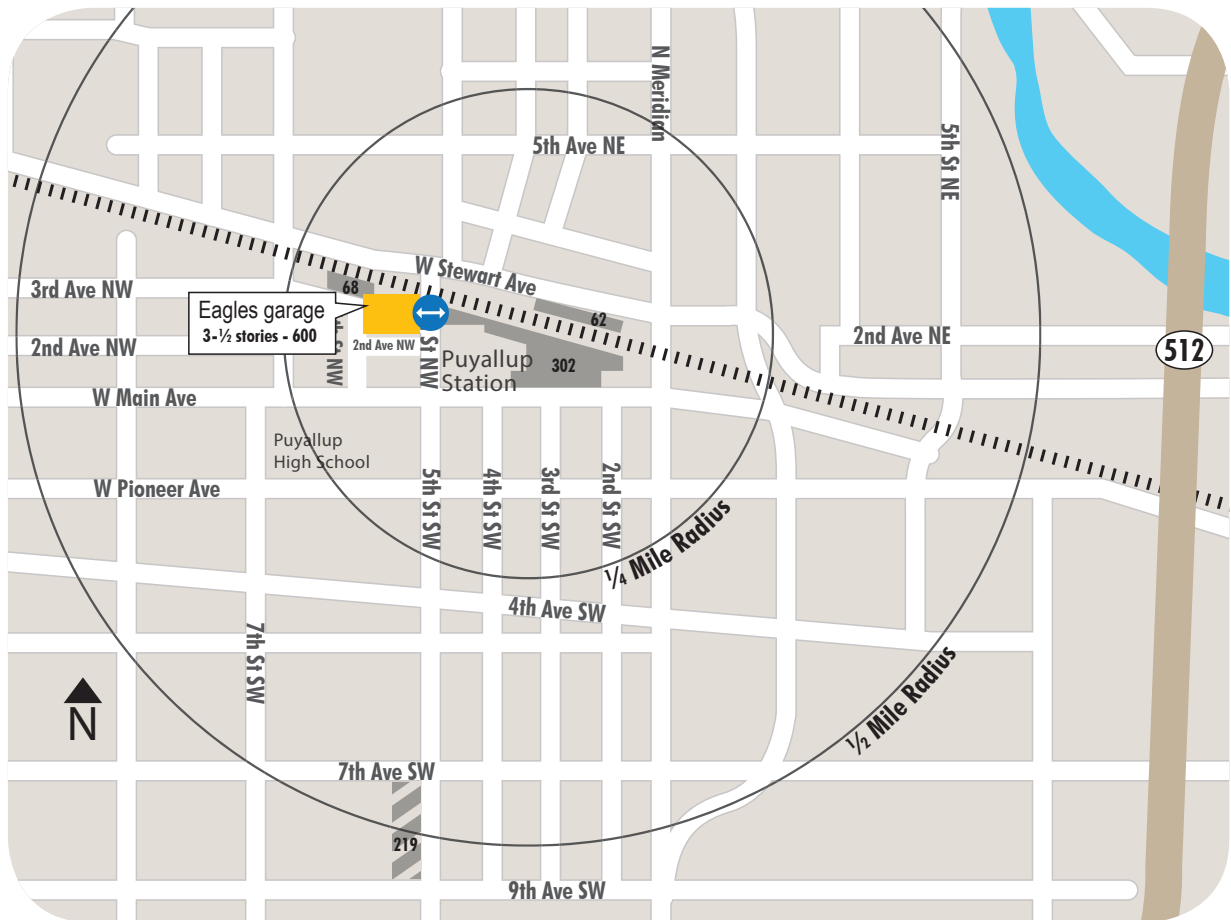 N Meridian
5th Ave NE
5th St NE
W Stewart Ave
3rd Ave NW
68
Eagles garage
3-½ stories - 600
62
2nd Ave NW
2nd Ave NW
St NW
St NW
Puyallup
Station
302
2nd Ave NE
512
W Main Ave
Puyallup
High School
W Pioneer Ave
5th St SW
4th St SW
3rd St SW
2nd St SW
¼ Mile Radius
4th Ave SW
7th St SW
½ Mile Radius
N
7th Ave SW
219
9th Ave SW